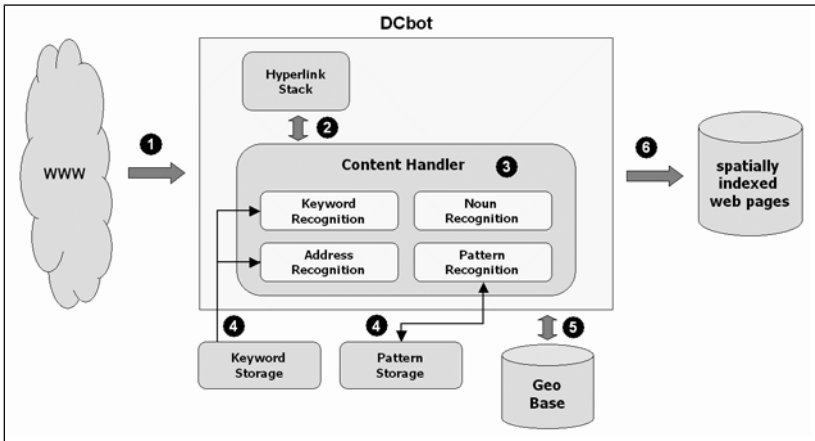 DCbot
Hyperlink
Stack
2
1
WWW
Content Handler
3
6
spatially
indexed
web pages
Keyword
Recognition
Noun
Recognition
Address
Recognition
Pattern
Recognition
4
4
5
Keyword
Storage
Pattern
Storage
Geo
Base